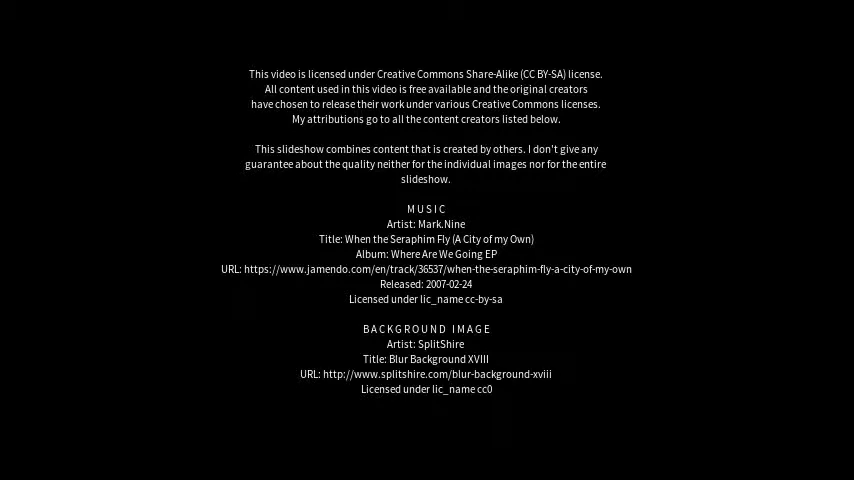 This video is licensed under Creative Commons Share-Alike (CC BY-SA) license.
All content used in this video is free available and the original creators
have chosen to release their work under various Creative Commons licenses.
My attributions go to all the content creators listed below.
This slideshow combines content that is created by others. I don't give any
guarantee about the quality neither for the individual images nor for the entire
slideshow.
MUSIC
Artist: Mark.Nine
Title: When the Seraphim Fly (A City of my Own)
Album: Where Are We Going EP
URL: https://www.jamendo.com/en/track/36537/when-the-seraphim-fly-a-city-of-my-own
Released: 2007-02-24
Licensed under lic_name cc-by-sa
BACKGROUND IMAGE
Artist: SplitShire
Title: Blur Background XVIII
URL: http://www.splitshire.com/blur-background-xviii
Licensed under lic_name cc0